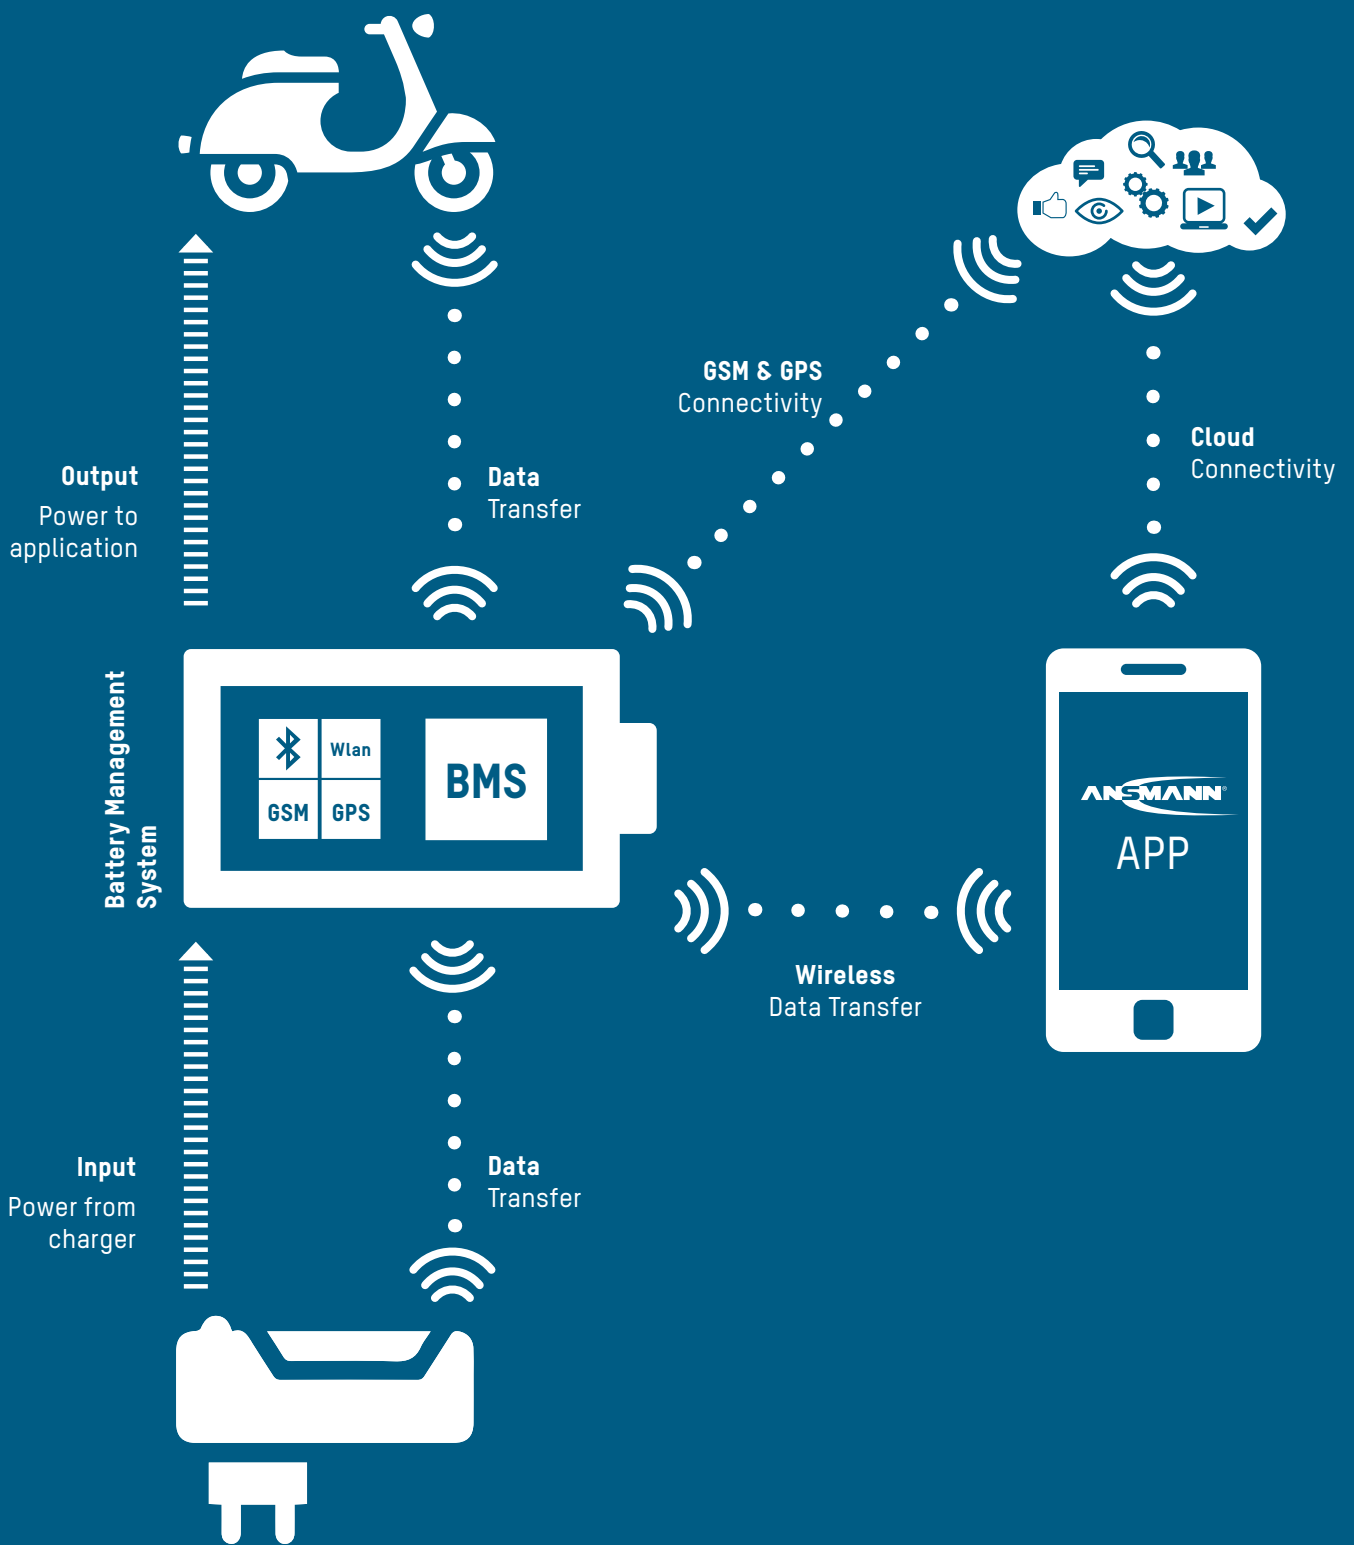 GSM & GPS
Connectivity
Cloud
Connectivity
Output
Power to
application
Data
Transfer
Battery Management
System
Wlan
GSM
GPS
BMS
ANSMANN®
APP
Wireless
Data Transfer
Input
Power from
charger
Data
Transfer